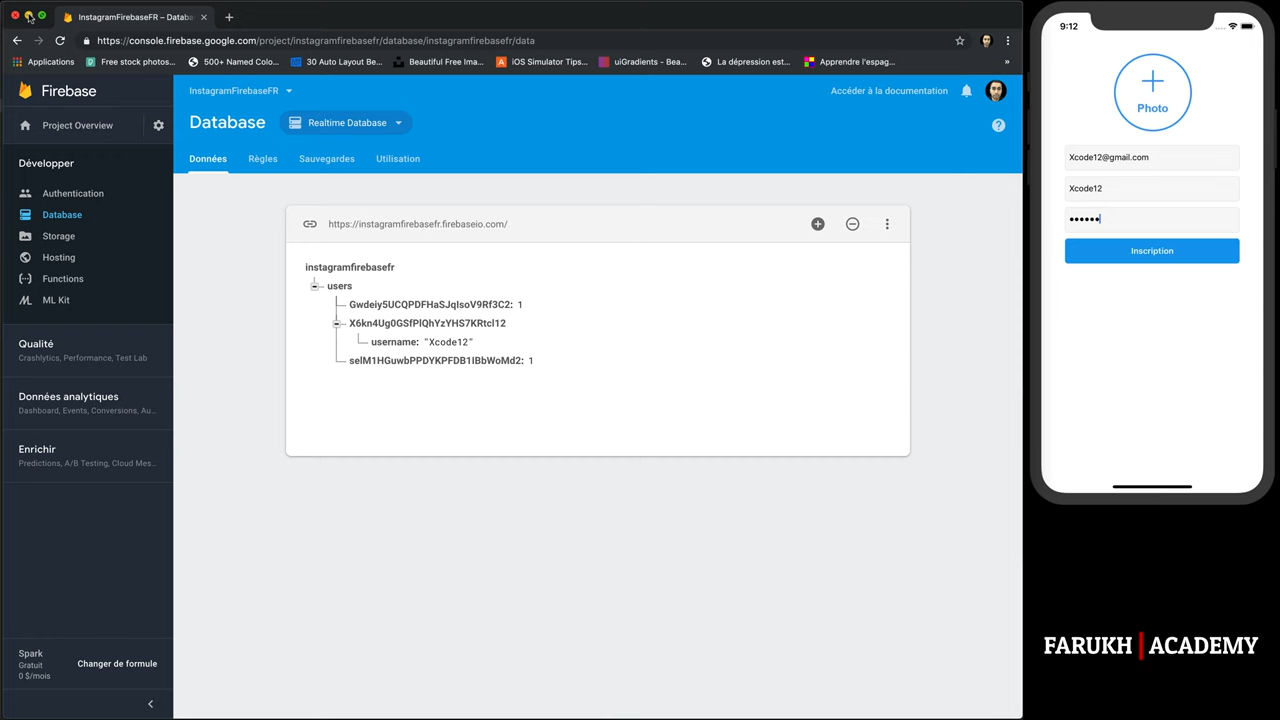 InstagramFirebaseFR – Databa
https://console.firebase.google.com/project/instagramfirebasefr/database/instagramfirebasefr/data
Applications
Free stock photos...
500+ Named Colo...
30 Auto Layout Be...
Beautiful Free Ima...
iOS Simulator Tips...
uiGradients - Bea...
La dépression est...
Apprendre l'espag...
»
Firebase
InstagramFirebaseFR
Accéder à la documentation
Project Overview
Database
Realtime Database
Données
Règles
Sauvegardes
Utilisation
Développer
Authentication
Database
Storage
Hosting
Functions
ML Kit
Qualité
Crashlytics, Performance, Test Lab
Données analytiques
Dashboard, Events, Conversions, Au...
Enrichir
Predictions, A/B Testing, Cloud Mes...
Spark
Gratuit
0 $/mois
Changer de formule
https://instagramfirebasefr.firebaseio.com/
instagramfirebasefr
users
Gwdeiy5UCQPDFHaSJqIsoV9Rf3C2: 1
X6kn4Ug0GSfPlQhYzYHS7KRtcl12
username: "Xcode12"
selM1HGuwbPPDYKPFDB1IBbWoMd2: 1
9:12
Photo
Xcode12@gmail.com
Xcode12
••••••
Inscription
FARUKH | ACADEMY